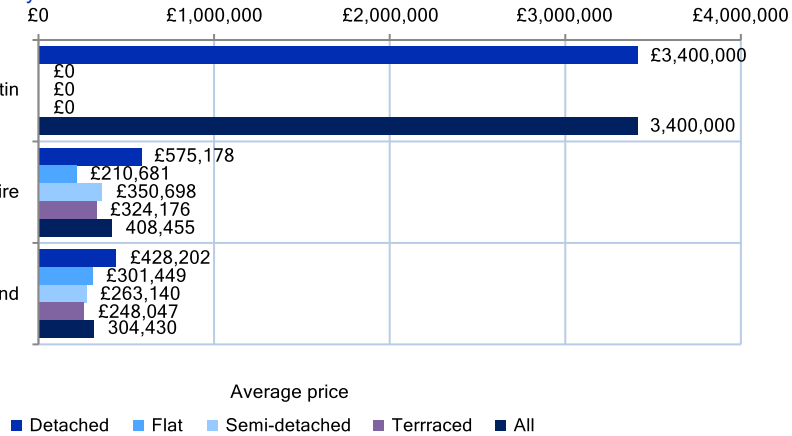 £0 £1,000,000 £2,000,000 £3,000,000 £4,000,000
£3,400,000
£0
tin £0
£0
3,400,000
£575,178
£210,681
ire £350,698
£324,176
408,455
£428,202
£301,449
nd £263,140
£248,047
304,430
Average price
Detached Flat Semi-detached Terrraced All